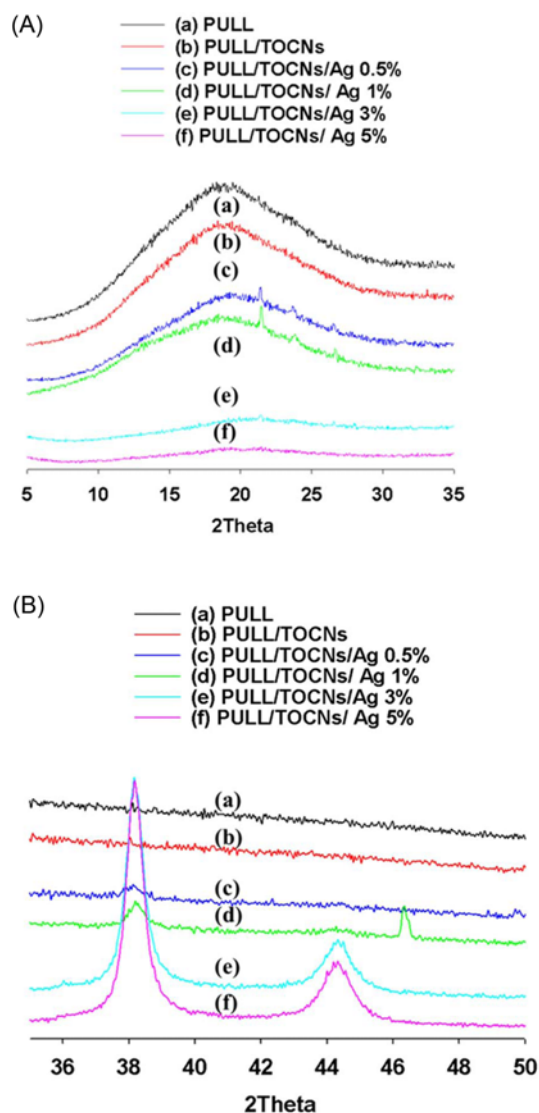 (A)
(a) PULL
(b) PULL/TOCNs
(c) PULL/TOCNs/Ag 0.5%
(d) PULL/TOCNs/ Ag 1%
(e) PULL/TOCNs/Ag 3%
(f) PULL/TOCNs/ Ag 5%
(a)
(b)
(c)
(d)
(e)
(f)
5 10 15 20 25 30 35
2Theta
(B)
(a) PULL
(b) PULL/TOCNs
(c) PULL/TOCNs/Ag 0.5%
(d) PULL/TOCNs/ Ag 1%
(e) PULL/TOCNs/Ag 3%
(f) PULL/TOCNs/ Ag 5%
(a)
(b)
(c)
(d)
(e)
(f)
36 38 40 42 44 46 48 50
2Theta